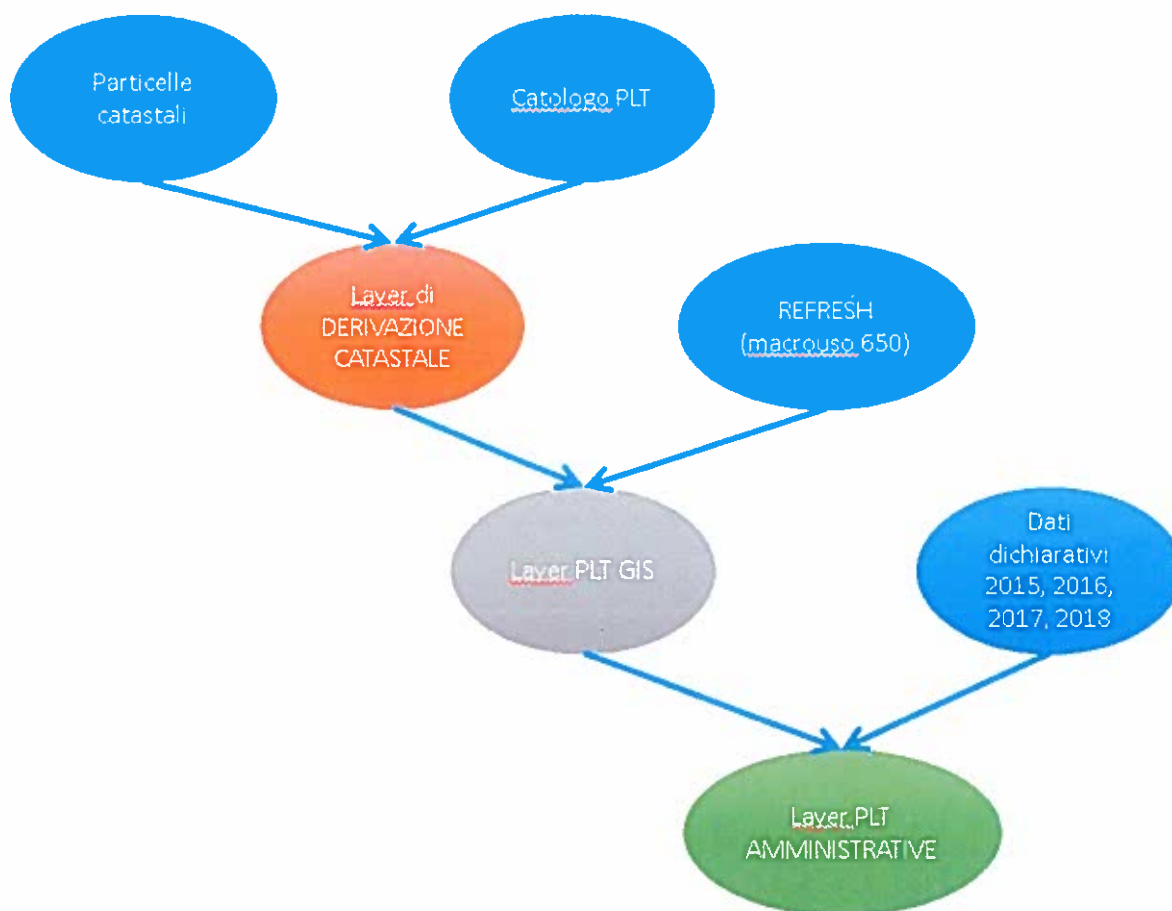 Particelle
catastali
Catologo PLT
Layer di
DERIVAZIONE
CATASTALE
REFRESH
(macrouso 650)
Layer PLT GIS
Dati
dichiarativi
2015, 2016,
2017, 2018
Layer PLT
AMMINISTRATIVE